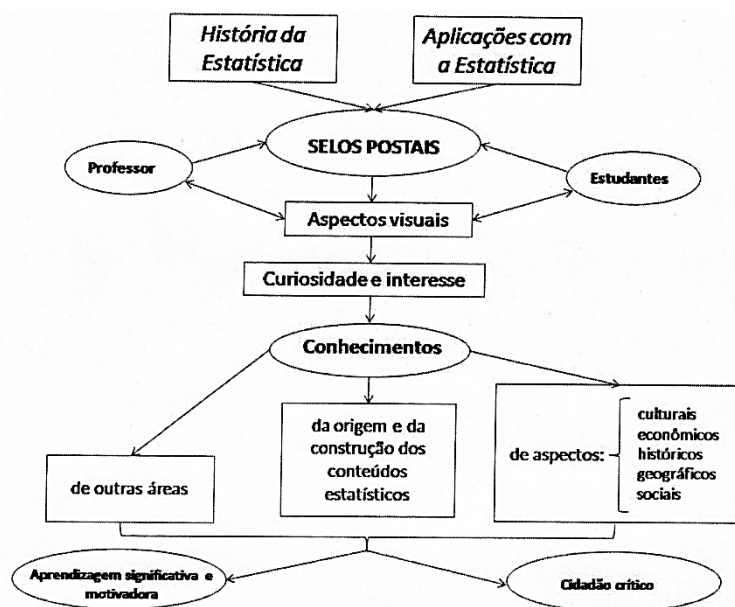 História da
Estatística
Aplicações com
a Estatística
SELOS POSTAIS
Professor
Estudantes
Aspectos visuais
Curiosidade e interesse
Conhecimentos
de outras áreas
da origem e da
construção dos
conteúdos
estatísticos
de aspectos:
culturais
econômicos
históricos
geográficos
sociais
Aprendizagem significativa e
motivadora
Cidadão crítico